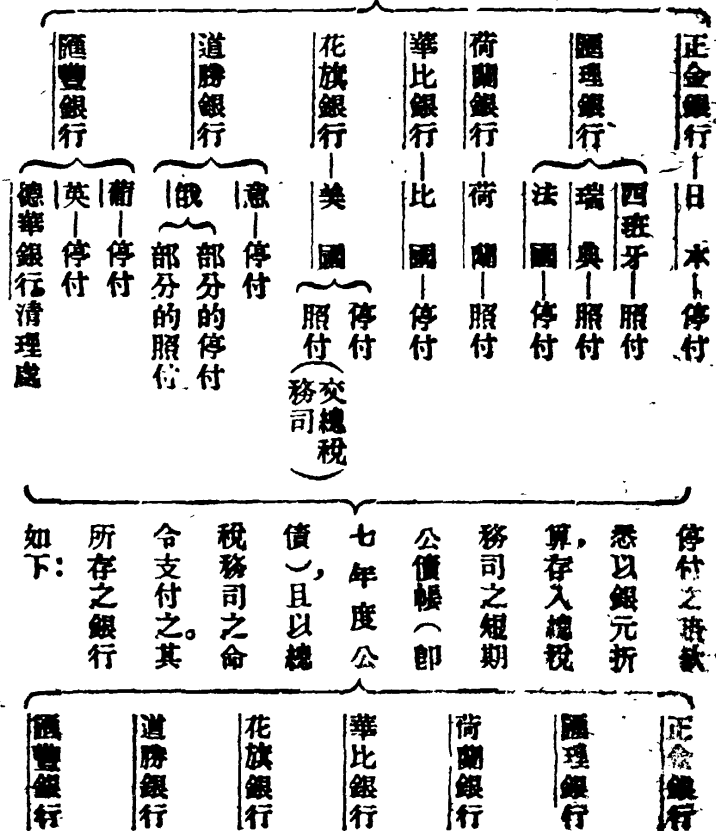 正金銀行—日本—停付
匯理銀行
西班牙—照付
瑞典—照付
法國—停付
荷蘭銀行—荷蘭—照付
華比銀行—比國—停付
花旗銀行—美國
停付
照付(交總稅務司)
道勝銀行
意—停付
俄
部分的停付
部分的照付
匯豐銀行
葡—停付
英—停付
德華銀行清理處
停付之賠款
悉以銀元折
算,存入總稅
務司之短期
公債帳(即
七年度公
債),且以總
稅務司之命
令支付之。其
所存之銀行
如下:
正金銀行
匯理銀行
荷蘭銀行
華比銀行
花旗銀行
道勝銀行
匯豐銀行